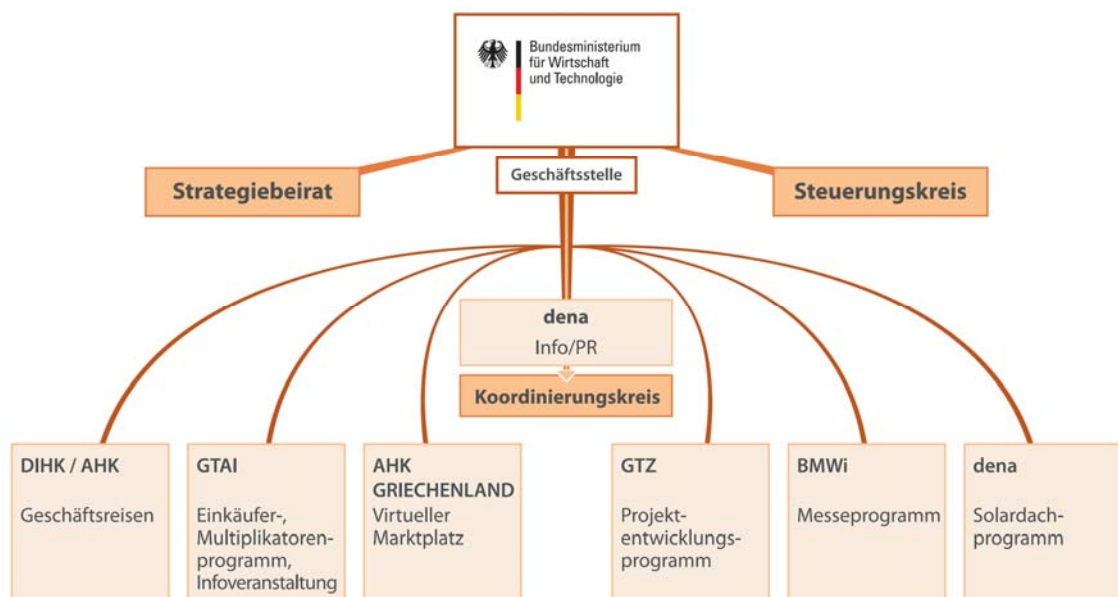 Bundesministerium
für Wirtschaft
und Technologie
Geschäftsstelle
Strategiebeirat
Steuerungskreis
dena
Info/PR
Koordinierungskreis
DIHK / AHK
Geschäftsreisen
GTAI
Einkäufer-,
Multiplikatoren-
programm,
Infoveranstaltung
AHK
GRIECHENLAND
Virtueller
Marktplatz
GTZ
Projekt-
entwicklungs-
programm
BMWi
Messeprogramm
dena
Solardach-
programm